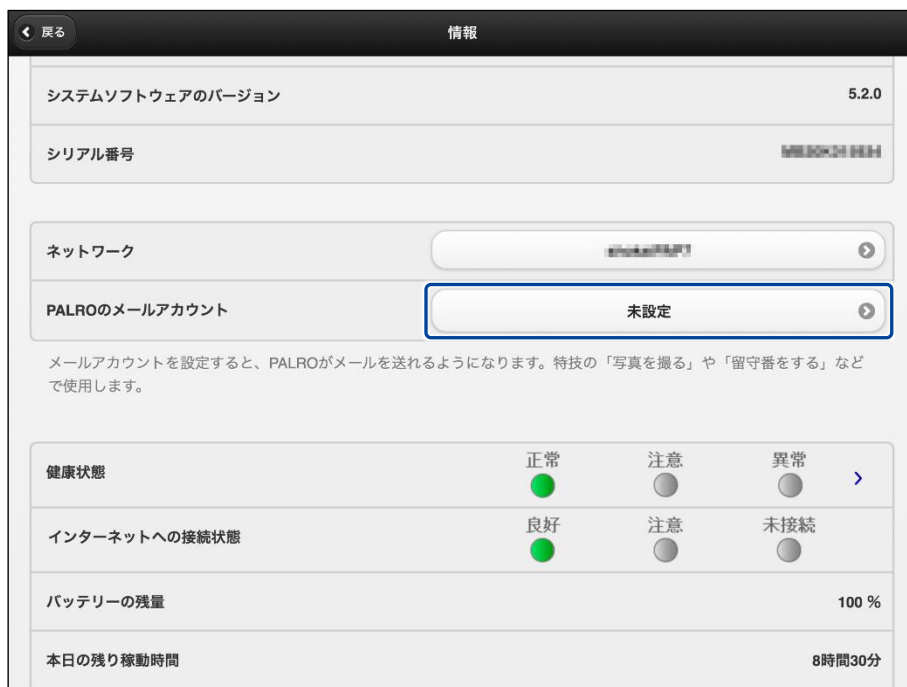 戻る
情報
システムソフトウェアのバージョン 5.2.0
シリアル番号
ネットワーク
PALROのメールアカウント 未設定
メールアカウントを設定すると、PALROがメールを送れるようになります。特技の「写真を撮る」や「留守番をする」など
で使用します。
健康状態 正常 注意 異常
インターネットへの接続状態 良好 注意 未接続
バッテリーの残量 100 %
本日の残り稼動時間 8時間30分